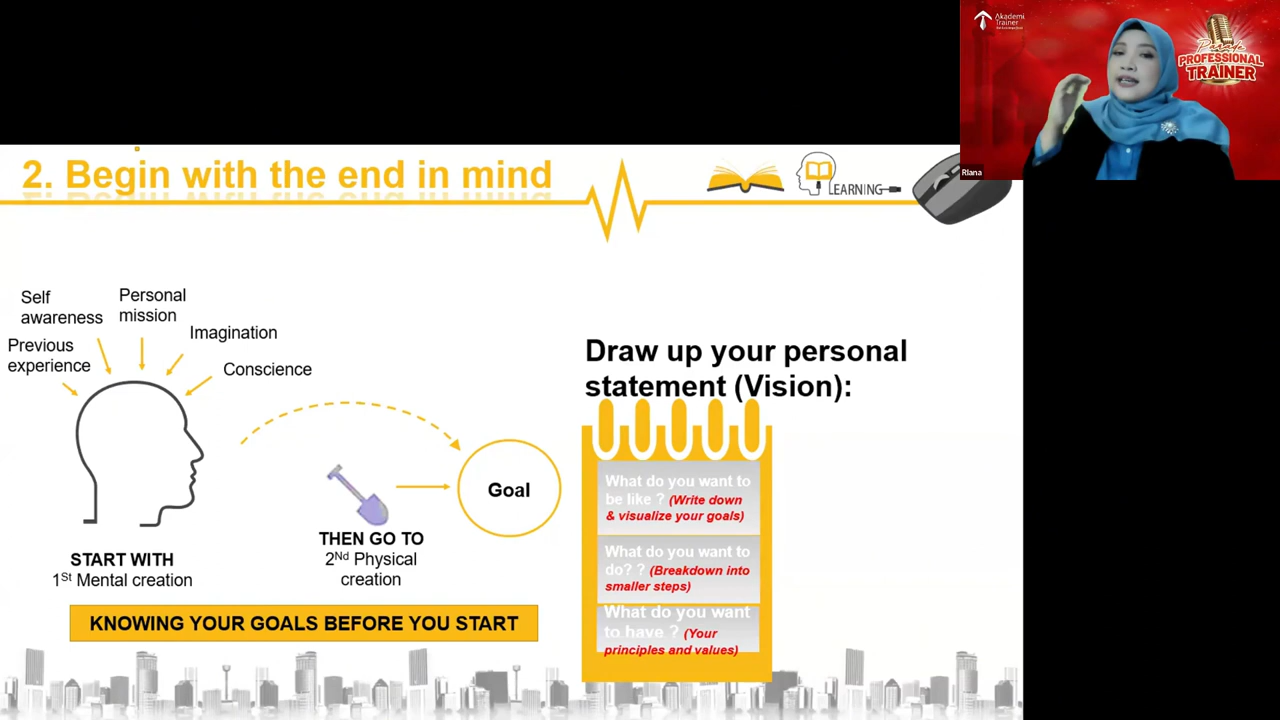 Akademi
Trainer
Parade
PROFESSIONAL
TRAINER
Riana
2. Begin with the end in mind
LEARNING
Self
awareness
Personal
mission
Imagination
Previous
experience
Conscience
Draw up your personal
statement (Vision):
Goal
What do you want to
be like ? (Write down
& visualize your goals)
What do you want to
do? ? (Breakdown into
smaller steps)
What do you want
to have ? (Your
principles and values)
START WITH
1St Mental creation
THEN GO TO
2Nd Physical
creation
KNOWING YOUR GOALS BEFORE YOU START